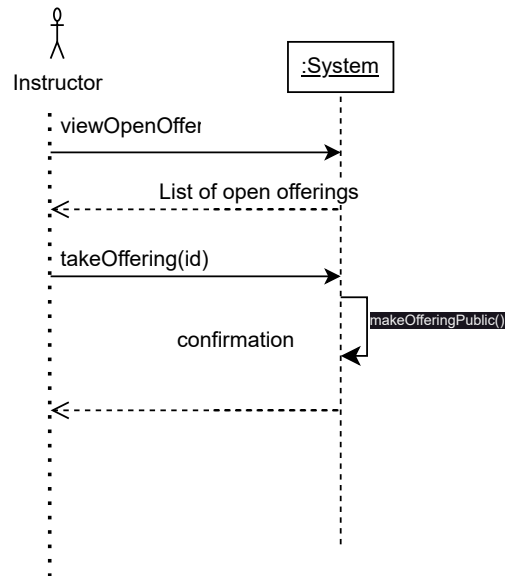 :System
Instructor
viewOpenOffer
List of open offerings
takeOffering(id)
makeOfferingPublic()
confirmation